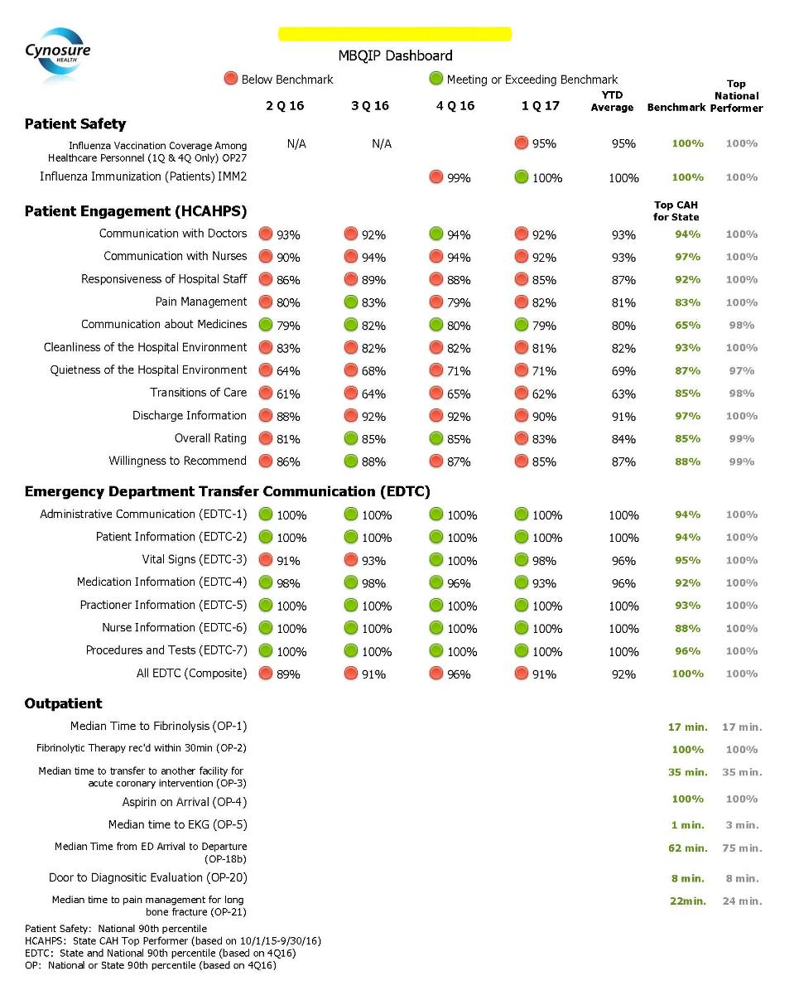 Cynosure
HEALTH
MBQIP Dashboard
Below Benchmark
Meeting or Exceeding Benchmark
2 Q 16 3 Q 16 4 Q 16 1 Q 17 YTD Average Benchmark Top National Performer
Patient Safety
Influenza Vaccination Coverage Among N/A N/A 95% 95% 100% 100%
Healthcare Personnel (1Q & 4Q Only) OP27
Influenza Immunization (Patients) IMM2 99% 100% 100% 100% 100%
Patient Engagement (HCAHPS) Top CAH for State
Communication with Doctors 93% 92% 94% 92% 93% 94% 100%
Communication with Nurses 90% 94% 94% 92% 93% 97% 100%
Responsiveness of Hospital Staff 86% 89% 88% 85% 87% 92% 100%
Pain Management 80% 83% 79% 82% 81% 83% 100%
Communication about Medicines 79% 82% 80% 79% 80% 65% 98%
Cleanliness of the Hospital Environment 83% 82% 82% 81% 82% 93% 100%
Quietness of the Hospital Environment 64% 68% 71% 71% 69% 87% 97%
Transitions of Care 61% 64% 65% 62% 63% 85% 98%
Discharge Information 88% 92% 92% 90% 91% 97% 100%
Overall Rating 81% 85% 85% 83% 84% 85% 99%
Willingness to Recommend 86% 88% 87% 85% 87% 88% 99%
Emergency Department Transfer Communication (EDTC)
Administrative Communication (EDTC-1) 100% 100% 100% 100% 100% 94% 100%
Patient Information (EDTC-2) 100% 100% 100% 100% 100% 94% 100%
Vital Signs (EDTC-3) 91% 93% 100% 98% 96% 95% 100%
Medication Information (EDTC-4) 98% 98% 96% 93% 96% 92% 100%
Practioner Information (EDTC-5) 100% 100% 100% 100% 100% 93% 100%
Nurse Information (EDTC-6) 100% 100% 100% 100% 100% 88% 100%
Procedures and Tests (EDTC-7) 100% 100% 100% 100% 100% 96% 100%
All EDTC (Composite) 89% 91% 96% 91% 92% 100% 100%
Outpatient
Median Time to Fibrinolysis (OP-1) 17 min. 17 min.
Fibrinolytic Therapy rec'd within 30min (OP-2) 100% 100%
Median time to transfer to another facility for 35 min. 35 min.
acute coronary intervention (OP-3)
Aspirin on Arrival (OP-4) 100% 100%
Median time to EKG (OP-5) 1 min. 3 min.
Median Time from ED Arrival to Departure 62 min. 75 min.
(OP-18b)
Door to Diagnositic Evaluation (OP-20) 8 min. 8 min.
Median time to pain management for long 22min. 24 min.
bone fracture (OP-21)
Patient Safety: National 90th percentile
HCAHPS: State CAH Top Performer (based on 10/1/15-9/30/16)
EDTC: State and National 90th percentile (based on 4Q16)
OP: National or State 90th percentile (based on 4Q16)